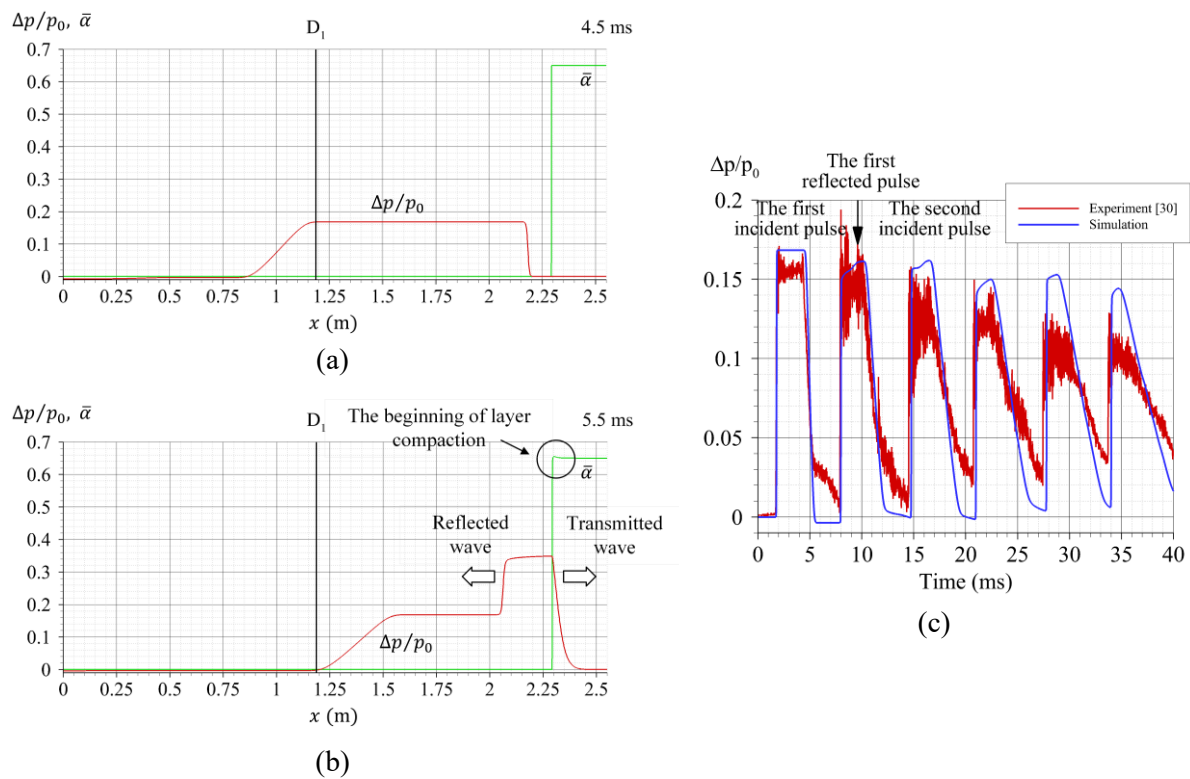 Δp/p₀, ᾱ
D₁
4.5 ms
0.7
0.6
0.5
0.4
0.3
0.2
0.1
0
ᾱ
Δp/p₀
0 0.25 0.5 0.75 1 1.25 1.5 1.75 2 2.25 2.5
x (m)
(a)
Δp/p₀, ᾱ
D₁
5.5 ms
The beginning of layer
compaction
0.7
0.6
0.5
0.4
0.3
0.2
0.1
0
ᾱ
Reflected
wave
Transmitted
wave
Δp/p₀
0 0.25 0.5 0.75 1 1.25 1.5 1.75 2 2.25 2.5
x (m)
(b)
Δp/p₀
The first
reflected pulse
The first
incident pulse
The second
incident pulse
Experiment [30]
Simulation
0.2
0.15
0.1
0.05
0
0 5 10 15 20 25 30 35 40
Time (ms)
(c)